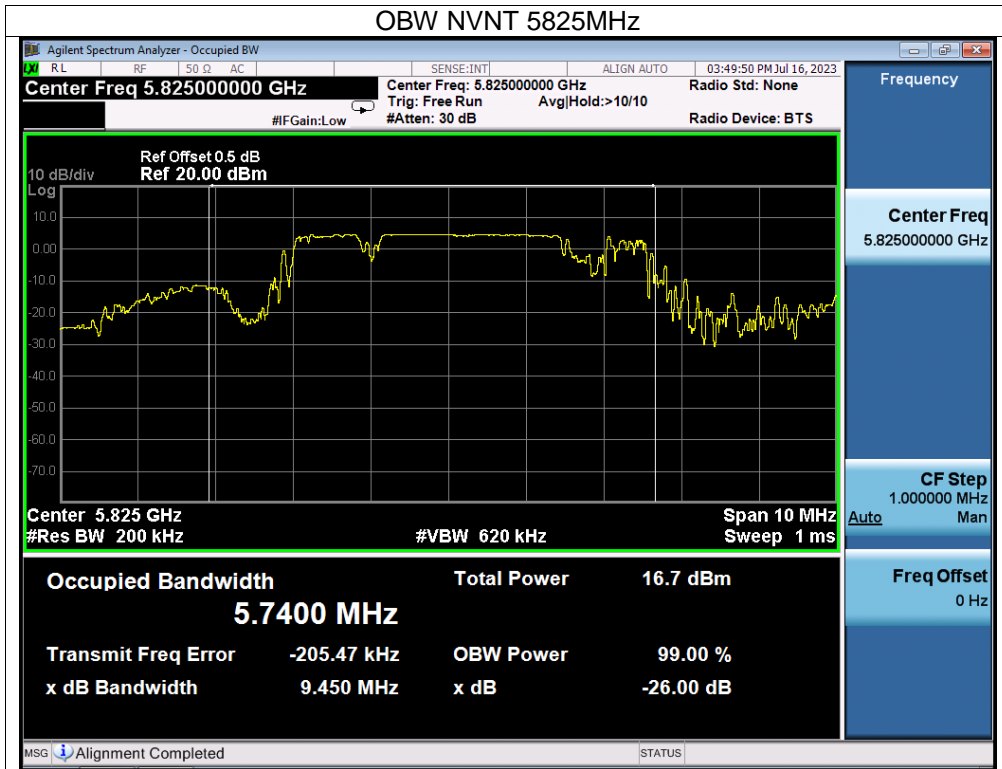 OBW NVNT 5825MHz
Agilent Spectrum Analyzer - Occupied BW
LXI RL RF 50 Ω AC SENSE:INT ALIGN AUTO 03:49:50 PM Jul 16, 2023
Center Freq 5.825000000 GHz
Center Freq: 5.825000000 GHz
Radio Std: None
Trig: Free Run Avg|Hold:>10/10
#IFGain:Low
#Atten: 30 dB
Radio Device: BTS
Ref Offset 0.5 dB
10 dB/div Ref 20.00 dBm
Log
10.0
0.00
-10.0
-20.0
-30.0
-40.0
-50.0
-60.0
-70.0
Center 5.825 GHz Span 10 MHz
#Res BW 200 kHz #VBW 620 kHz Sweep 1 ms
Occupied Bandwidth Total Power 16.7 dBm
5.7400 MHz
Transmit Freq Error -205.47 kHz OBW Power 99.00 %
x dB Bandwidth 9.450 MHz x dB -26.00 dB
MSG Alignment Completed STATUS
Frequency
Center Freq
5.825000000 GHz
CF Step
1.000000 MHz
Auto Man
Freq Offset
0 Hz